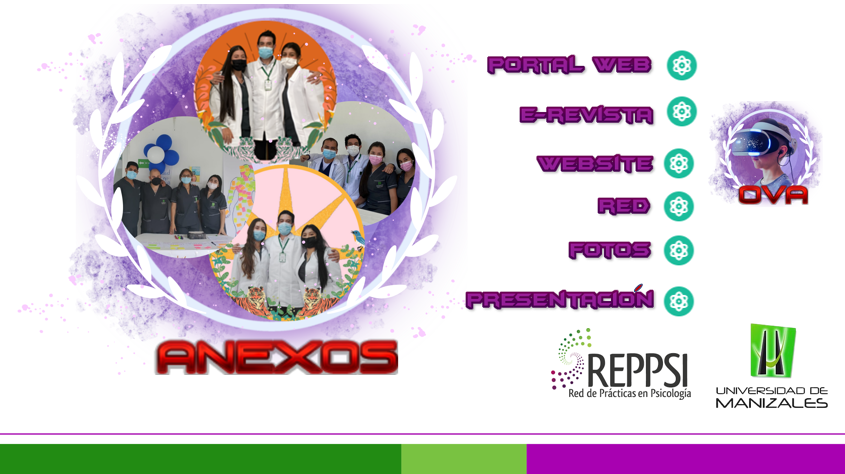 PORTAL WEB
E-REVISTA
WEBSITE
RED
FOTOS
PRESENTACIÓN
OVA
ANEXOS
REPPSI
Red de Prácticas en Psicología
UNIVERSIDAD DE
MANIZALES